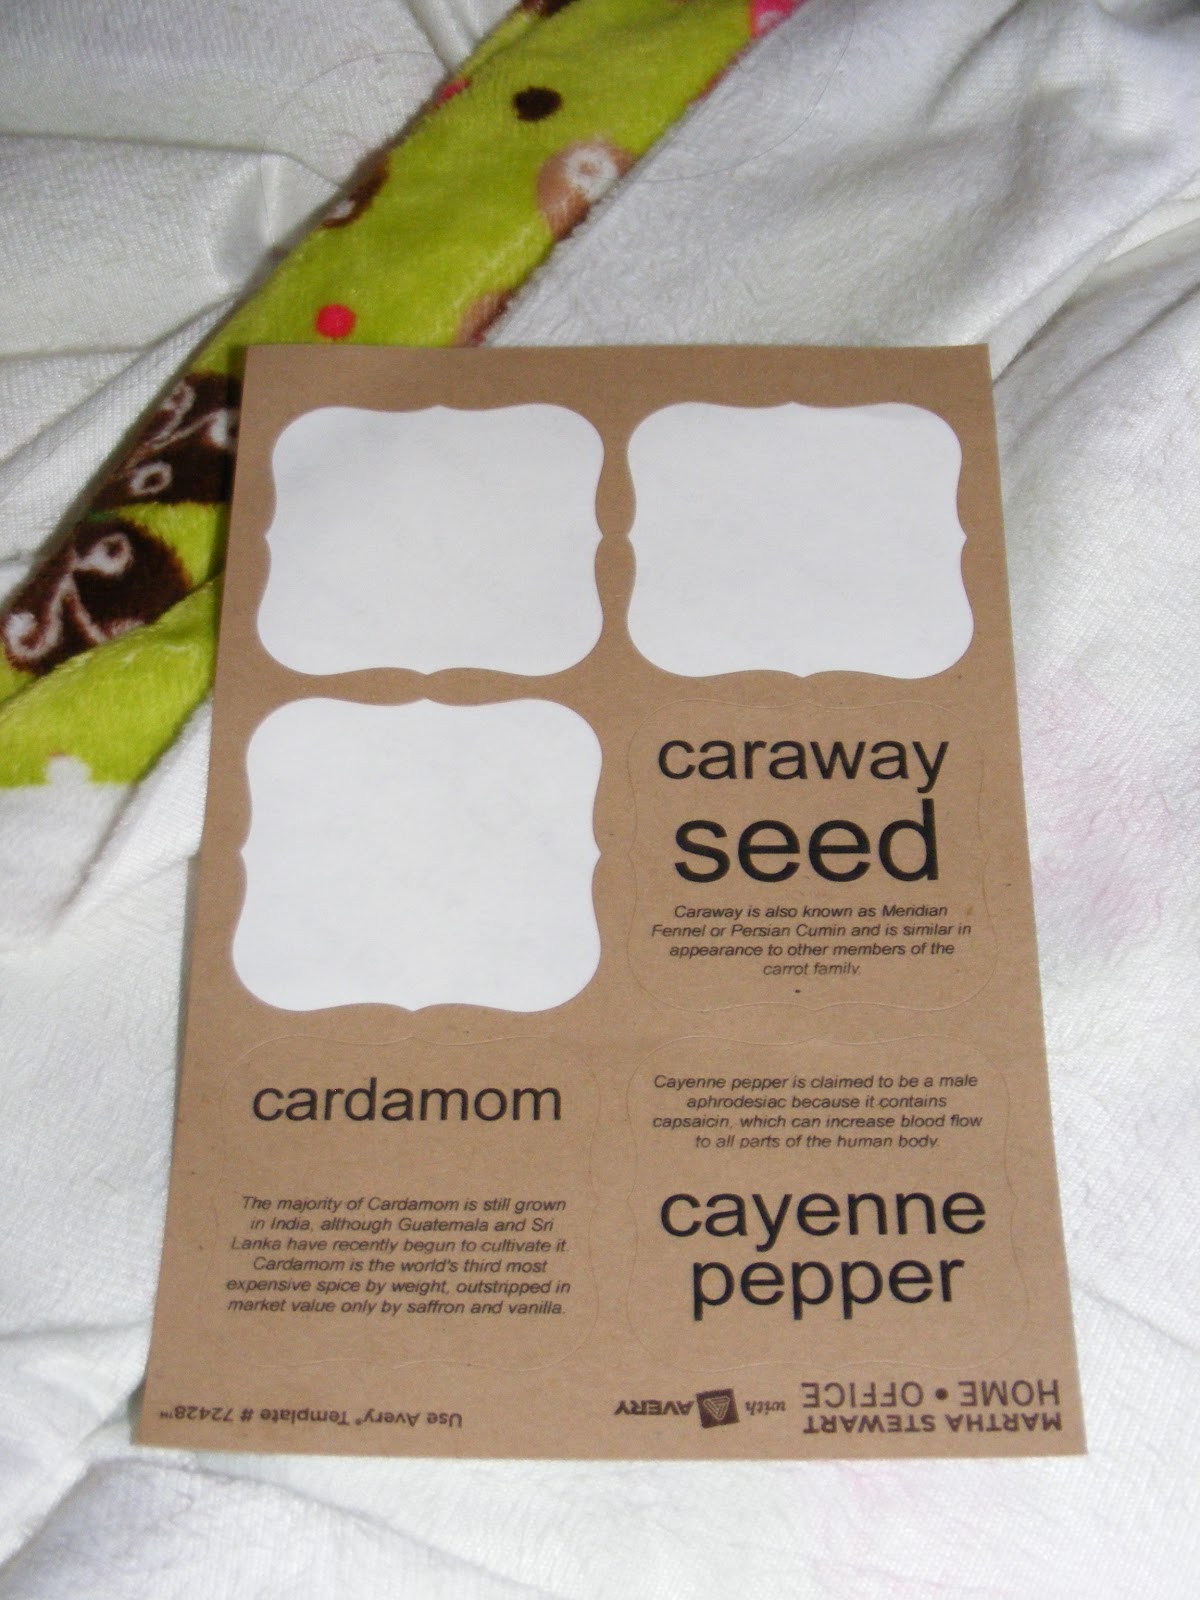 caraway
seed
Caraway is also known as Meridian
Fennel or Persian Cumin and is similar in
appearance to other members of the
carrot family.
cardamom
The majority of Cardamom is still grown
in India, although Guatemala and Sri
Lanka have recently begun to cultivate it.
Cardamom is the world's third most
expensive spice by weight, outstripped in
market value only by saffron and vanilla.
Cayenne pepper is claimed to be a male
aphrodesiac because it contains
capsaicin, which can increase blood flow
to all parts of the human body.
cayenne
pepper
MARTHA STEWART
HOME • OFFICE
with AVERY
Use Avery® Template # 72428™